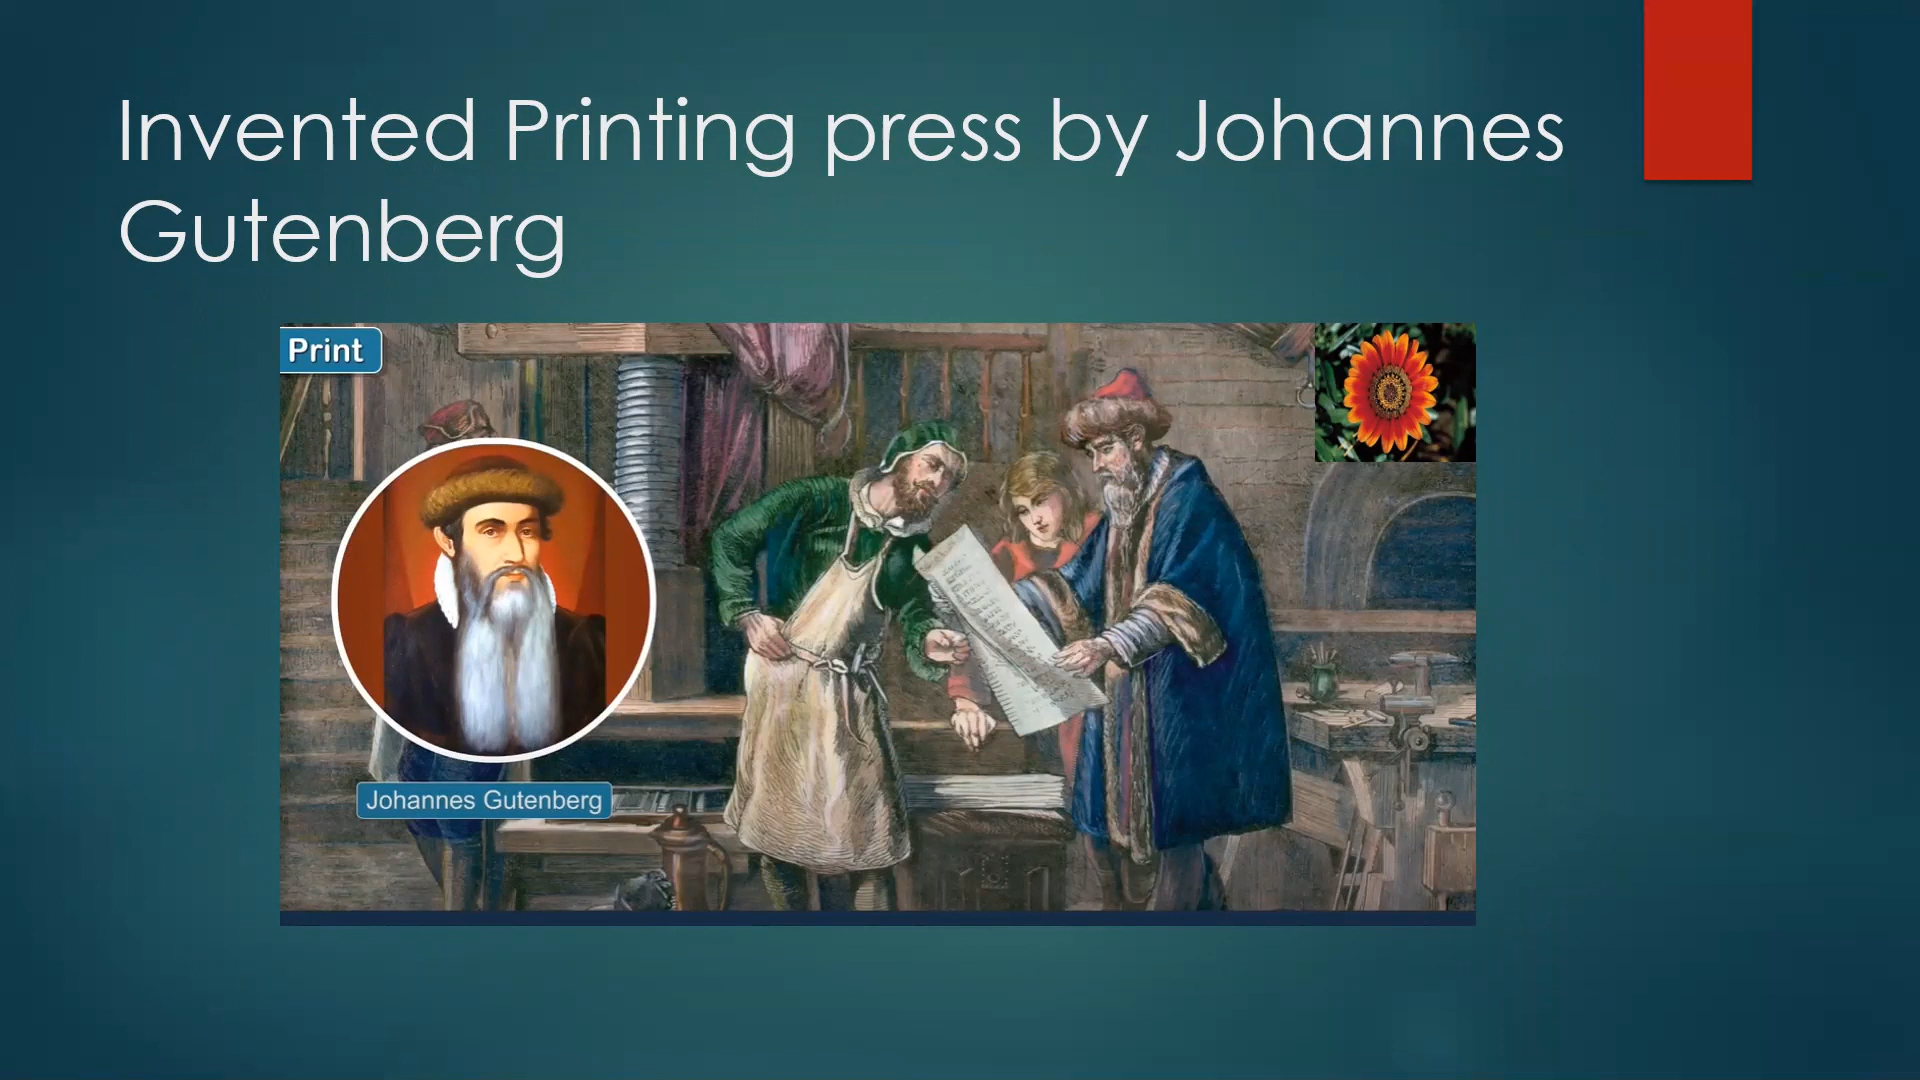 Invented Printing press by Johannes
Gutenberg
Print
Johannes Gutenberg